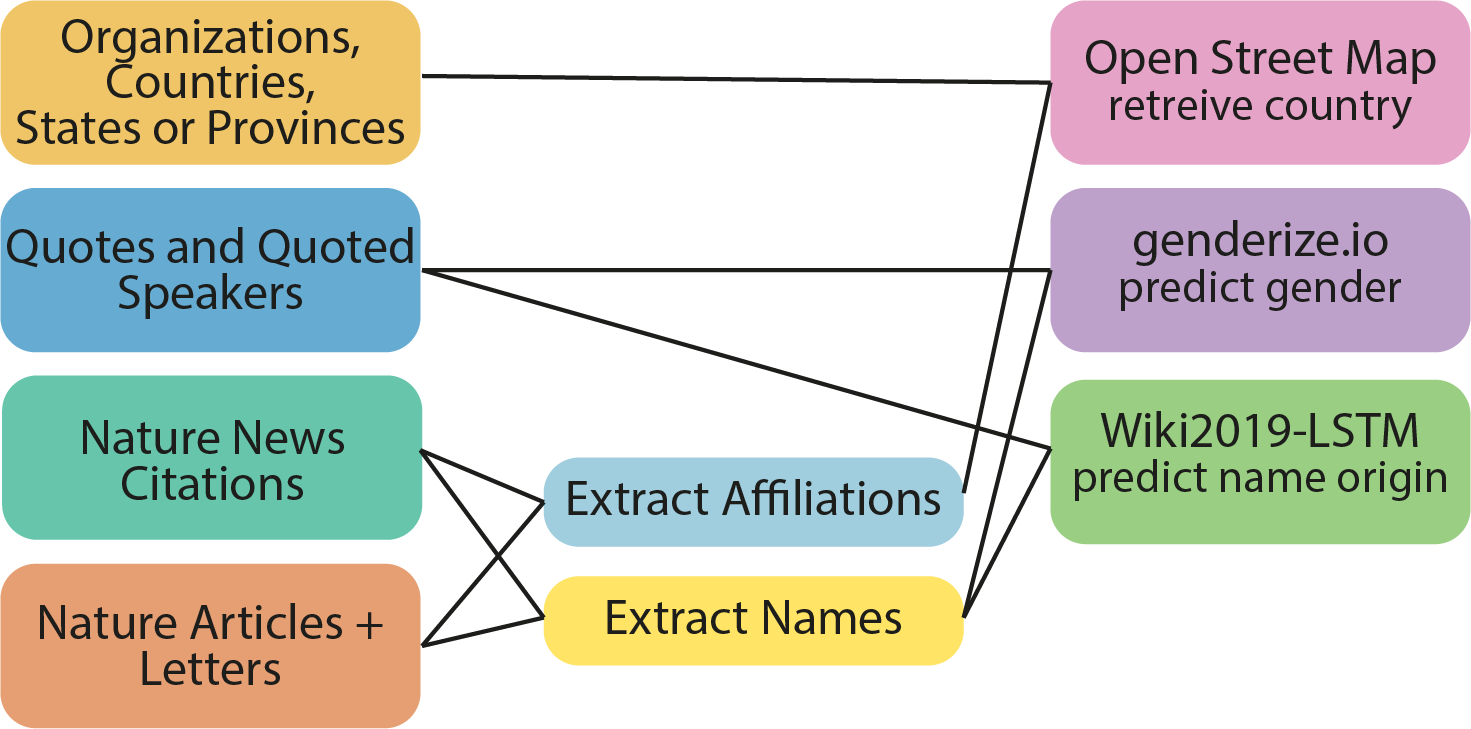 Organizations,
Countries,
States or Provinces
Quotes and Quoted
Speakers
Nature News
Citations
Nature Articles +
Letters
Extract Affiliations
Extract Names
Open Street Map
retreive country
genderize.io
predict gender
Wiki2019-LSTM
predict name origin